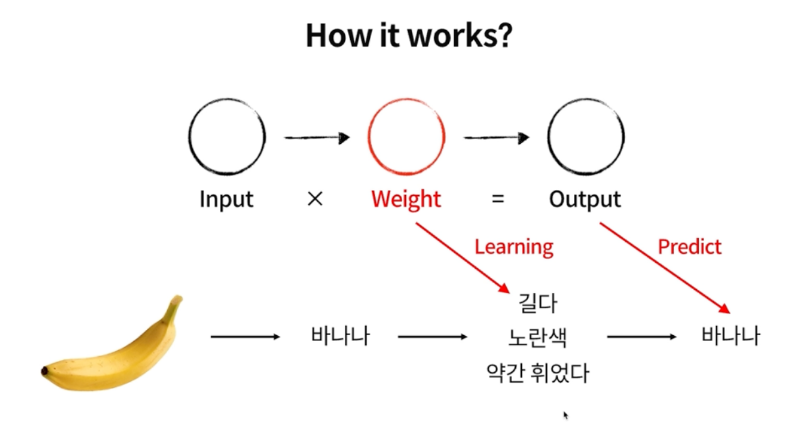 How it works?
Input × Weight = Output
Learning
Predict
바나나
길다
노란색
약간 휘었다
바나나